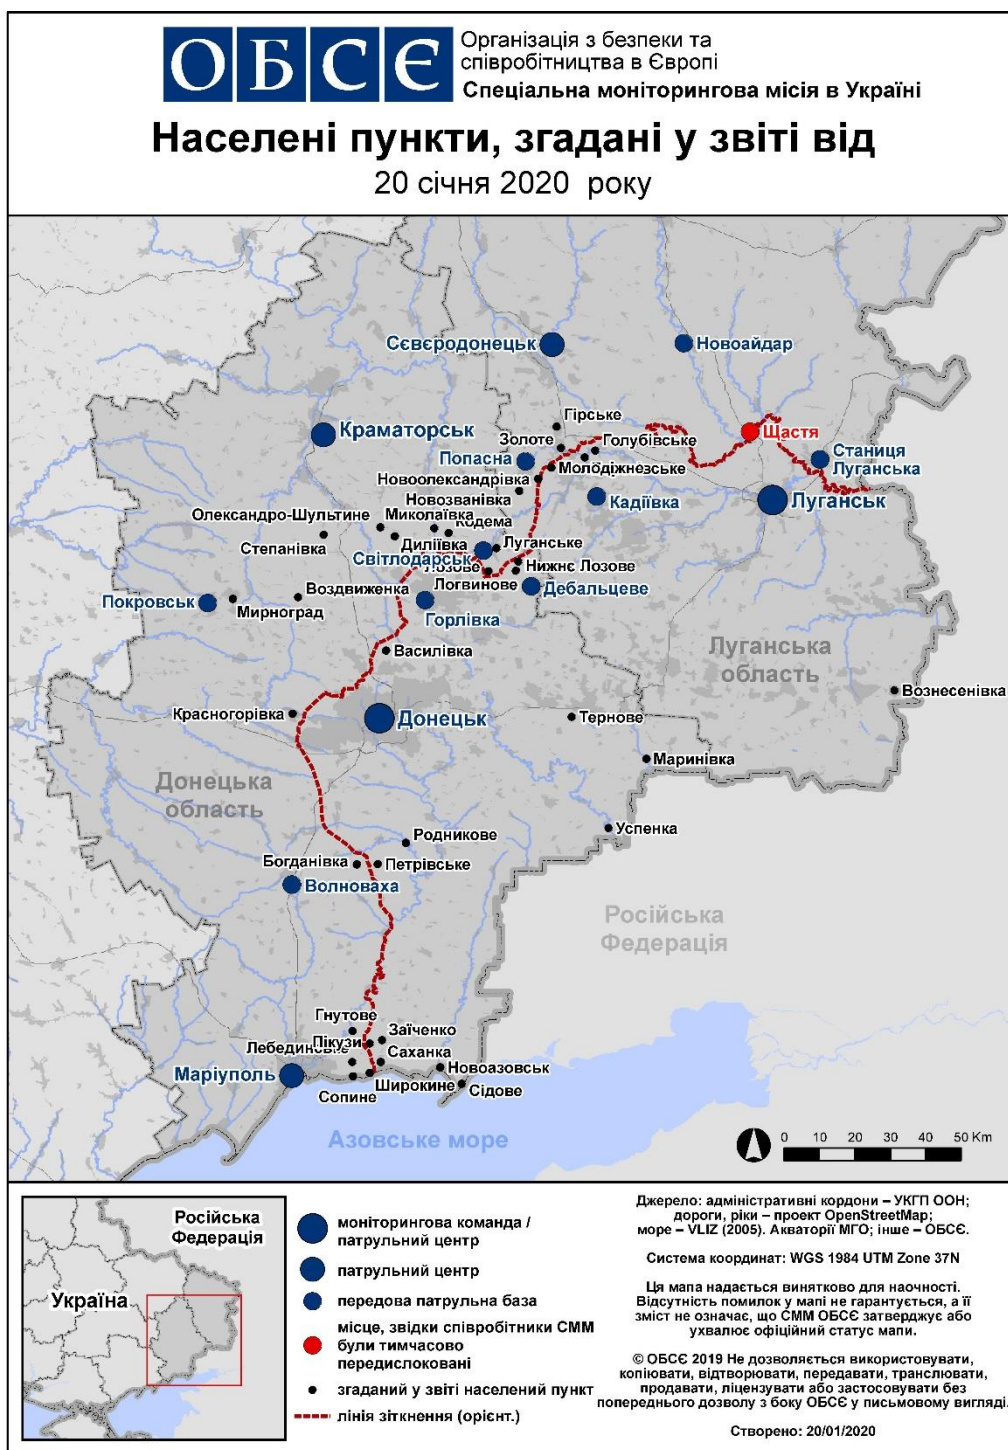 ОБСЄ
Організація з безпеки та
співробітництва в Європі
Спеціальна моніторингова місія в Україні
Населені пункти, згадані у звіті від
20 січня 2020 року
Сєвєродонецьк
Новоайдар
Гірське
Щастя
Краматорськ
Золоте
Голубівське
Станиця
Луганська
Попасна
Новоолександрівка
Кадіївка
Луганськ
Новозванівка
Миколаївка
Олександро-Шультине
Кодема
Степанівка
Диліївка
Луганське
Світлодарськ
Нижнє Лозове
Логвинове
Дебальцеве
Воздвиженка
Покровськ
Мирноград
Горлівка
Луганська
область
Василівка
Вознесенівка
Красногорівка
Донецьк
Тернове
Маринівка
Донецька
область
Успенка
Родникове
Богданівка
Петрівське
Волноваха
Російська
Федерація
Гнутове
Пікузи
Заїченко
Саханка
Новоазовськ
Маріуполь
Широкине
Сопине
Сідове
Азовське море
0 10 20 30 40 50 Km
Російська
Федерація
Україна
моніторингова команда /
патрульний центр
патрульний центр
передова патрульна база
місце, звідки співробітники СММ
були тимчасово
передислоковані
згаданий у звіті населений пункт
лінія зіткнення (орієнт.)
Джерело: адміністративні кордони – УКГП ООН;
дороги, ріки – проект OpenStreetMap;
море – VLIZ (2005). Акваторії МГО; інше – ОБСЄ.
Система координат: WGS 1984 UTM Zone 37N
Ця мапа надається винятково для наочності.
Відсутність помилок у мапі не гарантується, а її
зміст не означає, що СММ ОБСЄ затверджує або
ухвалює офіційний статус мапи.
© ОБСЄ 2019 Не дозволяється використовувати,
копіювати, відтворювати, передавати, транслювати,
продавати, ліцензувати або застосовувати без
попереднього дозволу з боку ОБСЄ у письмовому вигляді.
Створено: 20/01/2020